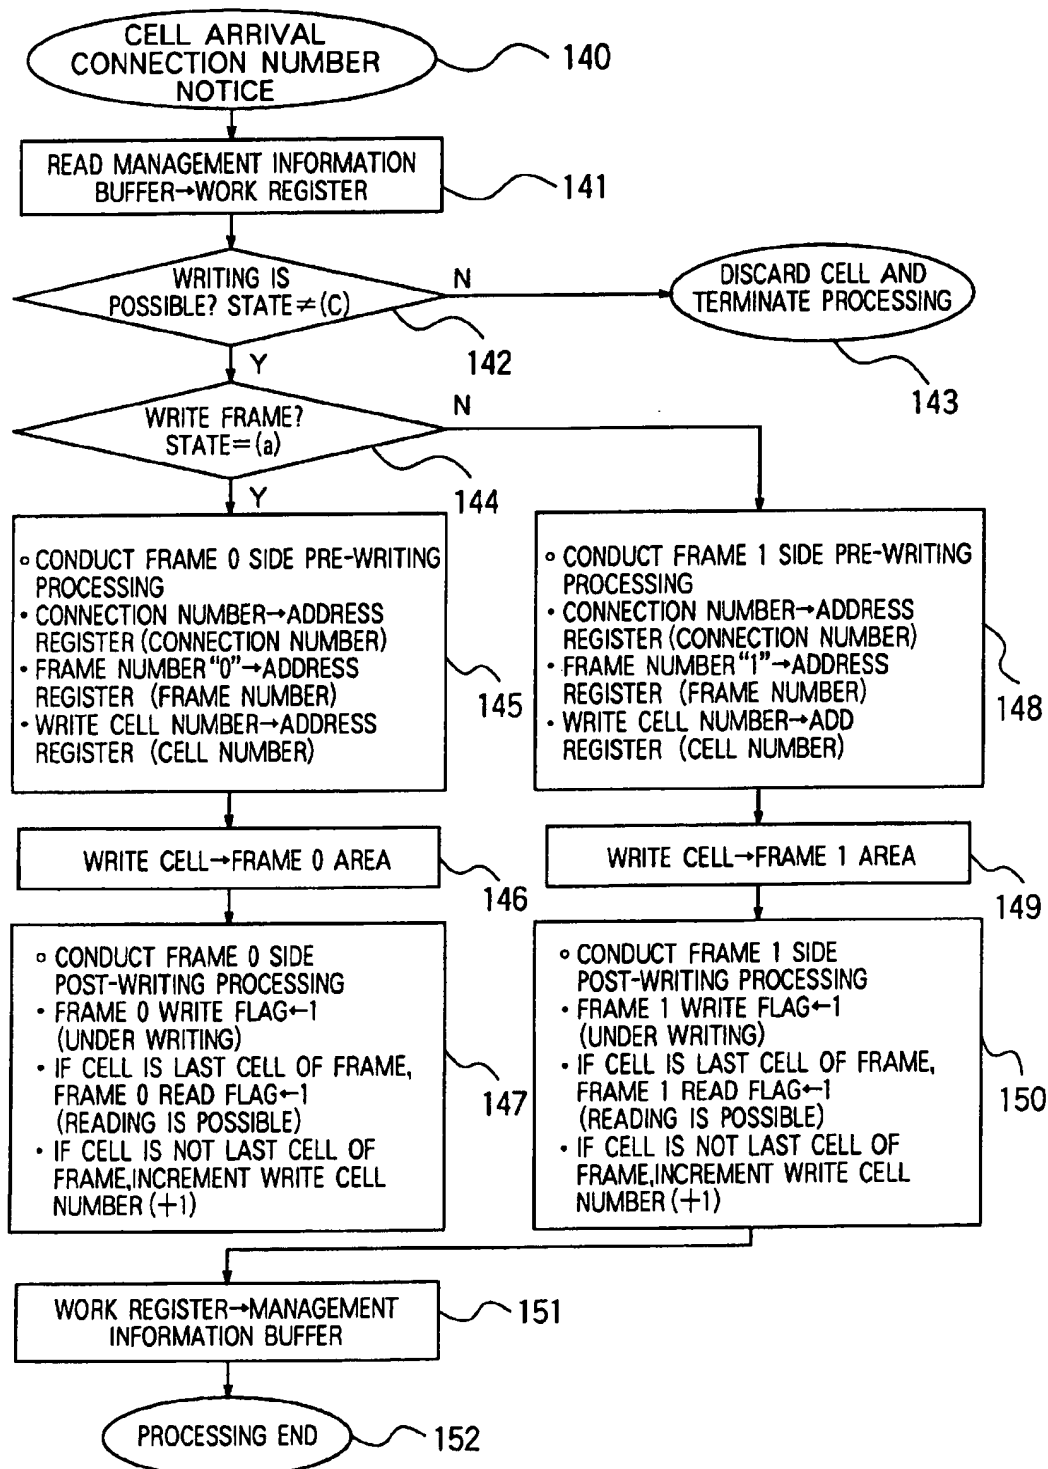 CELL ARRIVAL
CONNECTION NUMBER
NOTICE
140
READ MANAGEMENT INFORMATION
BUFFER→WORK REGISTER
141
WRITING IS
POSSIBLE? STATE≠(C)
N
142
Y
DISCARD CELL AND
TERMINATE PROCESSING
143
WRITE FRAME?
STATE=(a)
N
144
Y
○ CONDUCT FRAME 0 SIDE PRE-WRITING
PROCESSING
・CONNECTION NUMBER→ADDRESS
REGISTER (CONNECTION NUMBER)
・FRAME NUMBER "0"→ADDRESS
REGISTER (FRAME NUMBER)
・WRITE CELL NUMBER→ADDRESS
REGISTER (CELL NUMBER)
145
○ CONDUCT FRAME 1 SIDE PRE-WRITING
PROCESSING
・CONNECTION NUMBER→ADDRESS
REGISTER (CONNECTION NUMBER)
・FRAME NUMBER "1"→ADDRESS
REGISTER (FRAME NUMBER)
・WRITE CELL NUMBER→ADD
REGISTER (CELL NUMBER)
148
WRITE CELL→FRAME 0 AREA
146
WRITE CELL→FRAME 1 AREA
149
○ CONDUCT FRAME 0 SIDE
POST-WRITING PROCESSING
・FRAME 0 WRITE FLAG←1
(UNDER WRITING)
・IF CELL IS LAST CELL OF FRAME,
FRAME 0 READ FLAG←1
(READING IS POSSIBLE)
・IF CELL IS NOT LAST CELL OF
FRAME,INCREMENT WRITE CELL
NUMBER (+1)
147
○ CONDUCT FRAME 1 SIDE
POST-WRITING PROCESSING
・FRAME 1 WRITE FLAG←1
(UNDER WRITING)
・IF CELL IS LAST CELL OF FRAME,
FRAME 1 READ FLAG←1
(READING IS POSSIBLE)
・IF CELL IS NOT LAST CELL OF
FRAME,INCREMENT WRITE CELL
NUMBER (+1)
150
WORK REGISTER→MANAGEMENT
INFORMATION BUFFER
151
PROCESSING END
152